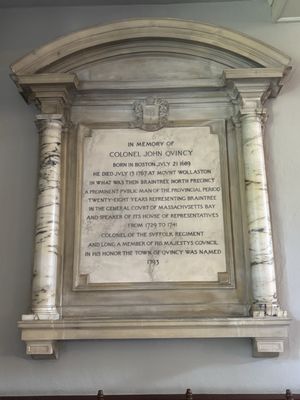 IN MEMORY OF
COLONEL JOHN QVINCY
BORN IN BOSTON, JVLY 21 1689
HE DIED JVLY 13 1767 AT MOVNT WOLLASTON
IN WHAT WAS THEN BRAINTREE NORTH PRECINCT
A PROMINENT PVBLIC MAN OF THE PROVINCIAL PERIOD
TWENTY-EIGHT YEARS REPRESENTING BRAINTREE
IN THE GENERAL COVRT OF MASSACHVSETTS BAY
AND SPEAKER OF ITS HOVSE OF REPRESENTATIVES
FROM 1729 TO 1741
COLONEL OF THE SVFFOLK REGIMENT
AND LONG A MEMBER OF HIS MAJESTYS COVNCIL
IN HIS HONOR THE TOWN OF QVINCY WAS NAMED
1793